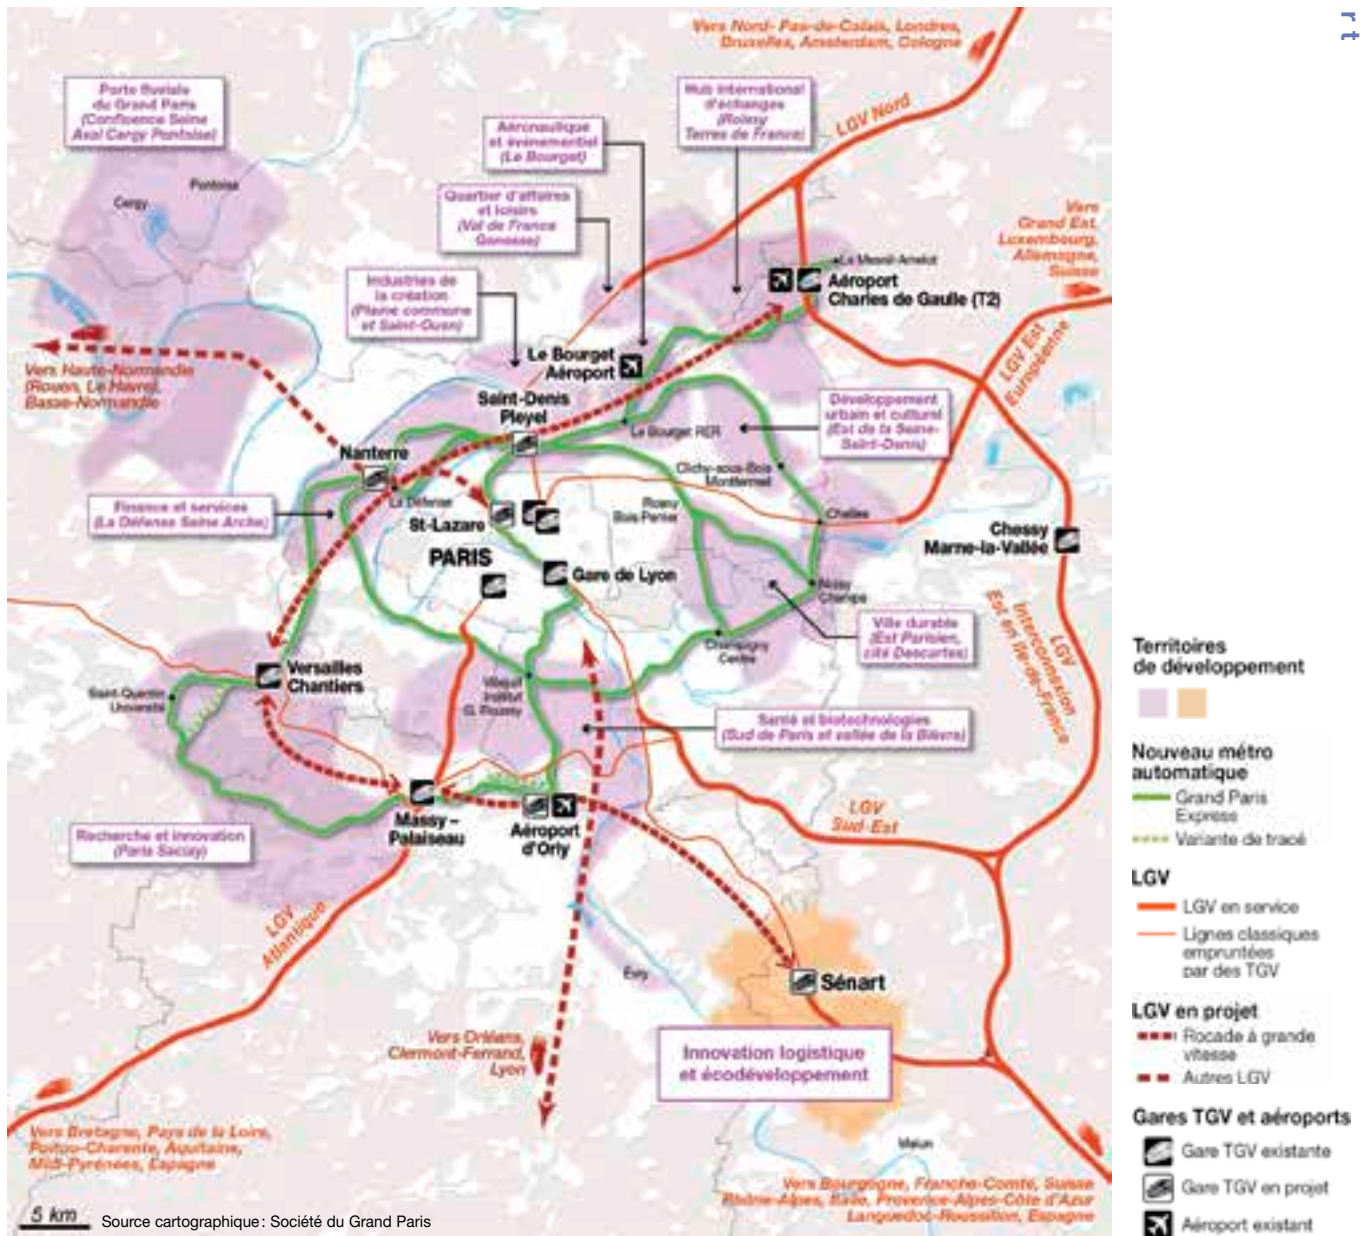 rt
Vers Nord- Pas-de-Calais, Londres,
Bruxelles, Amsterdam, Cologne
Porte fluviale
du Grand Paris
(Confluence Seine
Axal Cergy Pontoise)
Hub international
d'échanges
(Roissy
Terres de France)
LGV Nord
Aéronautique
et événementiel
(Le Bourget)
Quartier d'affaires
et loisirs
(Val de France
Gonesse)
Pontoise
Cergy
Vers
Grand Est,
Luxembourg,
Allemagne,
Suisse
Le Mesnil-Amelot
Aéroport
Charles de Gaulle (T2)
Industries de
la création
(Plaine commune
et Saint-Ouen)
LGV Est
Européenne
Le Bourget
Aéroport
Vers Haute-Normandie
(Rouen, Le Havre),
Basse-Normandie
Saint-Denis
Pleyel
Développement
urbain et culturel
(Est de la Seine-
Saint-Denis)
Le Bourget RER
Nanterre
Clichy-sous-Bois
Montfermeil
La Défense
Rosny
Bois-Perrier
Finance et services
(La Défense Seine Arche)
St-Lazare
Chelles
Chessy
Marne-la-Vallée
PARIS
Gare de Lyon
Noisy
Champs
LGV
Interconnexion
Est en Île-de-France
Ville durable
(Est Parisien,
cité Descartes)
Champigny
Centre
Versailles
Chantiers
Saint-Quentin
Université
Villejuif
Institut
G. Roussy
Santé et biotechnologies
(Sud de Paris et vallée de la Bièvre)
Massy –
Palaiseau
Aéroport
d'Orly
LGV
Sud-Est
Recherche et innovation
(Paris Saclay)
LGV
Atlantique
Evry
Sénart
Vers Orléans,
Clermont-Ferrand,
Lyon
Innovation logistique
et écodéveloppement
Vers Bretagne, Pays de la Loire,
Poitou-Charente, Aquitaine,
Midi-Pyrénées, Espagne
Melun
Vers Bourgogne, Franche-Comté, Suisse
Rhône-Alpes, Italie, Provence-Alpes-Côte d'Azur
Languedoc-Roussillon, Espagne
5 km
Source cartographique : Société du Grand Paris
Territoires
de développement
Nouveau métro
automatique
Grand Paris
Express
Variante de tracé
LGV
LGV en service
Lignes classiques
empruntées
par des TGV
LGV en projet
Rocade à grande
vitesse
Autres LGV
Gares TGV et aéroports
Gare TGV existante
Gare TGV en projet
Aéroport existant